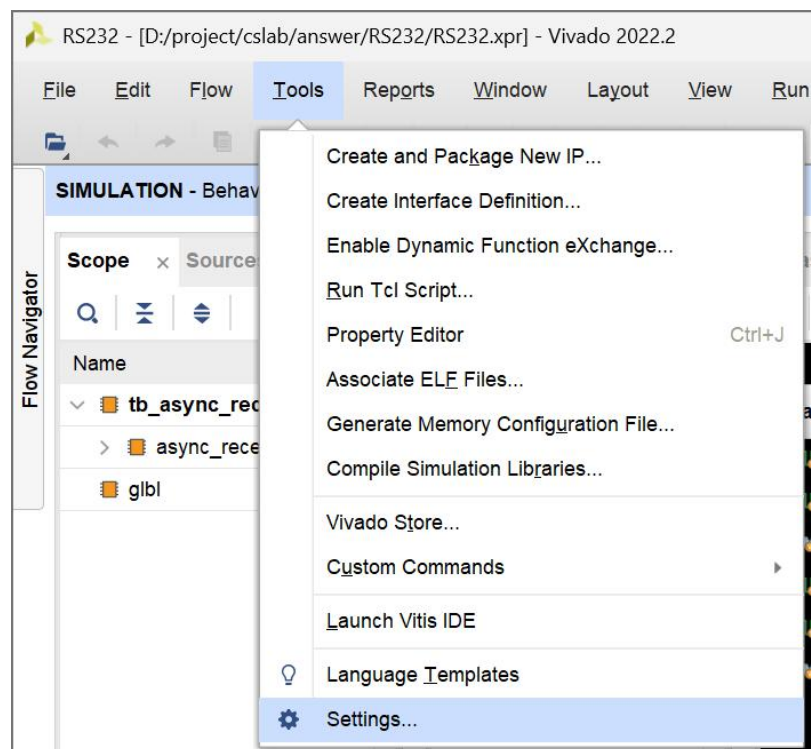 RS232 - [D:/project/cslab/answer/RS232/RS232.xpr] - Vivado 2022.2
File Edit Flow Tools Reports Window Layout View Run
SIMULATION - Behav
Scope × Source
Flow Navigator
Name
tb_async_rec
async_rece
glbl
Create and Package New IP...
Create Interface Definition...
Enable Dynamic Function eXchange...
Run Tcl Script...
Property Editor Ctrl+J
Associate ELF Files...
Generate Memory Configuration File...
Compile Simulation Libraries...
Vivado Store...
Custom Commands
Launch Vitis IDE
Language Templates
Settings...